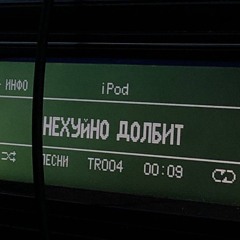 ИНФО iPod
НЕХУйНО ДОЛБИТ
ПЕСНИ TR004 00:09